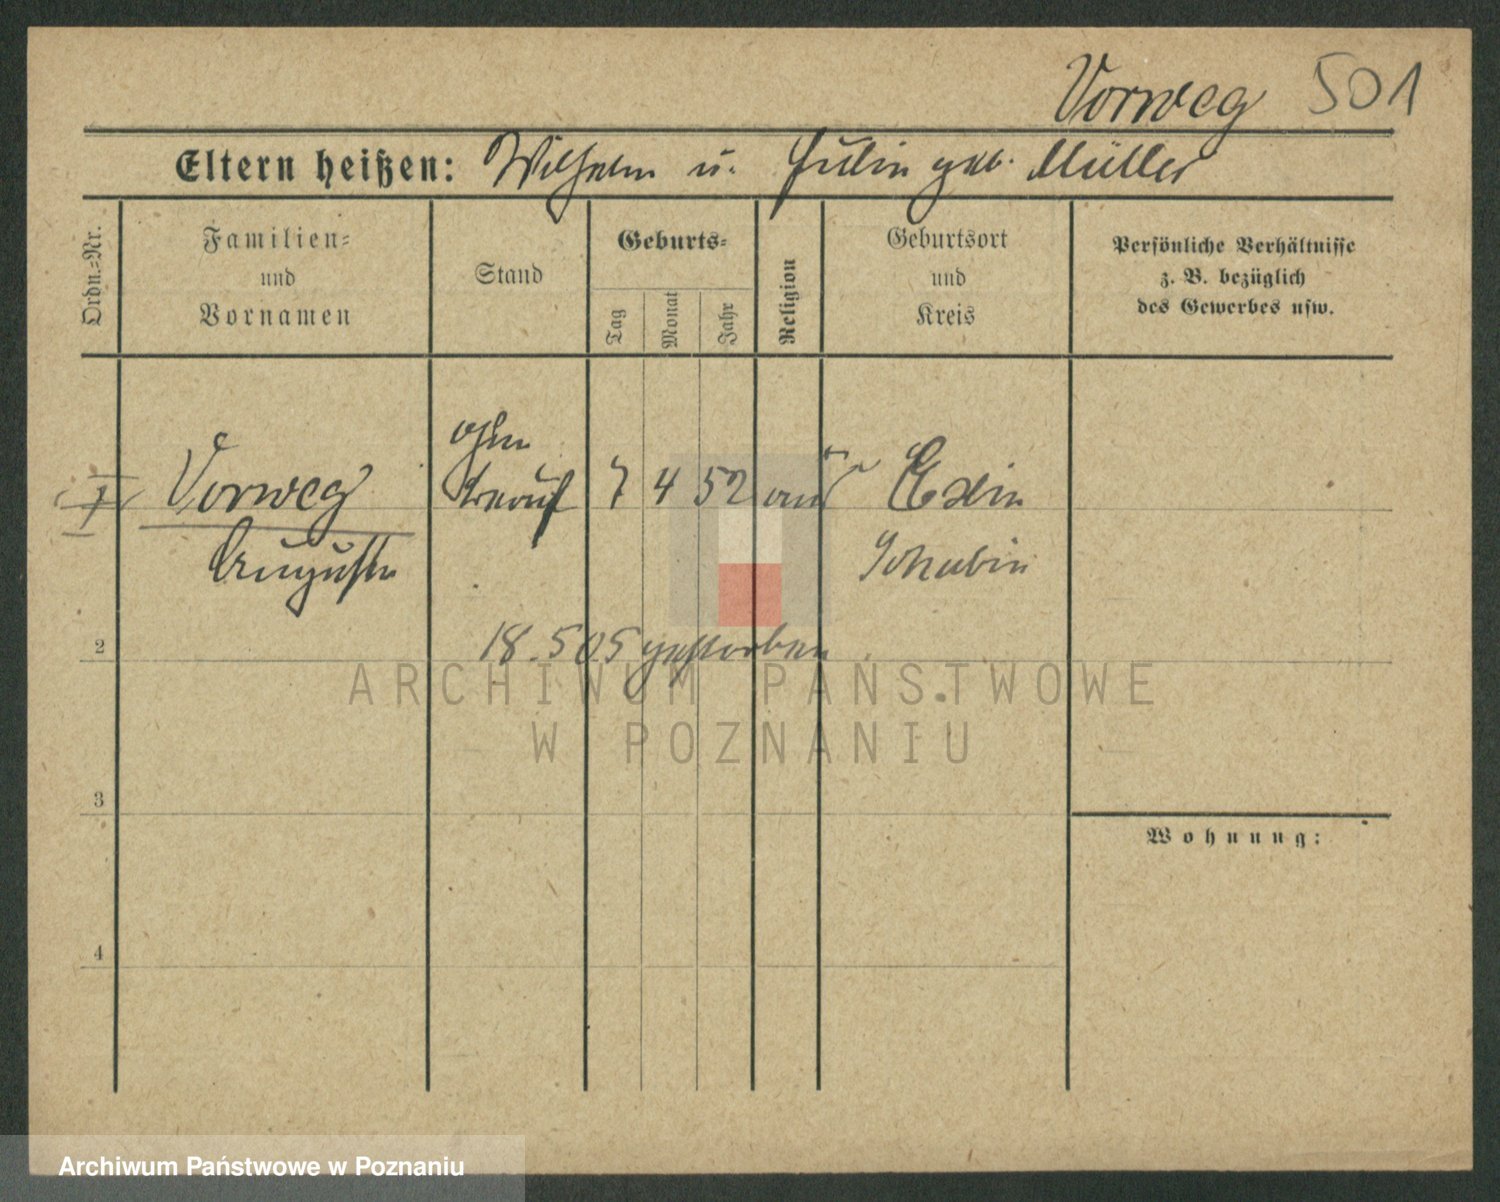 Vorweg 501
Eltern heißen: Wilhelm u. Julie geb. Müller
Ordn.-Nr.
Familien-
und
Vornamen
Stand
Geburts-
Tag
Monat
Jahr
Religion
Geburtsort
und
Kreis
Persönliche Verhältnisse
z. B. bezüglich
des Gewerbes usw.
1 Vorweg ohne 7 4 52 Exin
Auguste Schubin
18.5 05 gestorben
2
ARCHIWUM PAŃSTWOWE
W POZNANIU
3
Wohnung:
4
Archiwum Państwowe w Poznaniu